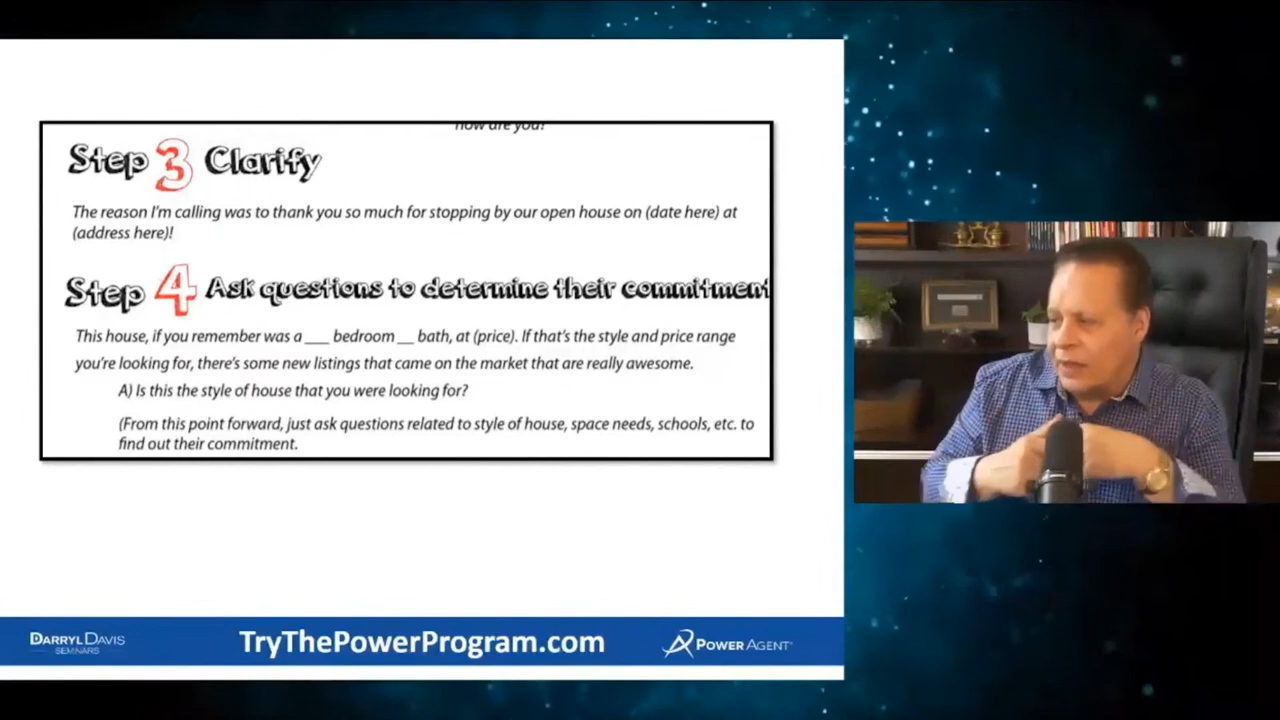 how are you?
Step 3 Clarify
The reason I'm calling was to thank you so much for stopping by our open house on (date here) at
(address here)!
Step 4 Ask questions to determine their commitment
This house, if you remember was a ___ bedroom __ bath, at (price). If that's the style and price range
you're looking for, there's some new listings that came on the market that are really awesome.
A) Is this the style of house that you were looking for?
(From this point forward, just ask questions related to style of house, space needs, schools, etc. to
find out their commitment.
DARRYL DAVIS
SEMINARS
TryThePowerProgram.com
POWER AGENT®